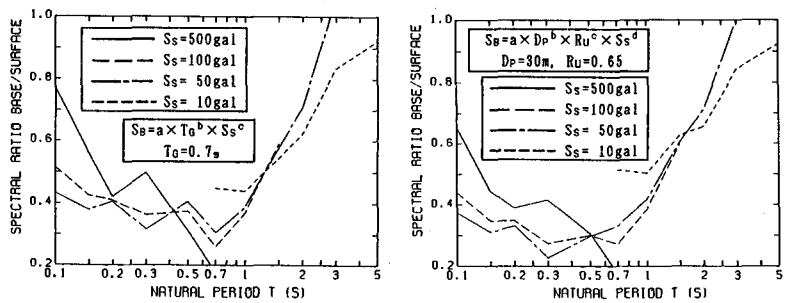 SPECTRAL RATIO BASE/SURFACE
1.0
0.8
0.6
0.4
0.2
Ss=500gal
Ss=100gal
Ss= 50gal
Ss= 10gal
SB=a×TG^b×Ss^c
TG=0.7s
0.1 0.2 0.3 0.5 0.7 1 2 3 5
NATURAL PERIOD T (S)
SPECTRAL RATIO BASE/SURFACE
1.0
0.8
0.6
0.4
0.2
SB=a×DP^b×RU^c×Ss^d
DP=30m, RU=0.65
Ss=500gal
Ss=100gal
Ss= 50gal
Ss= 10gal
0.1 0.2 0.3 0.5 0.7 1 2 3 5
NATURAL PERIOD T (S)